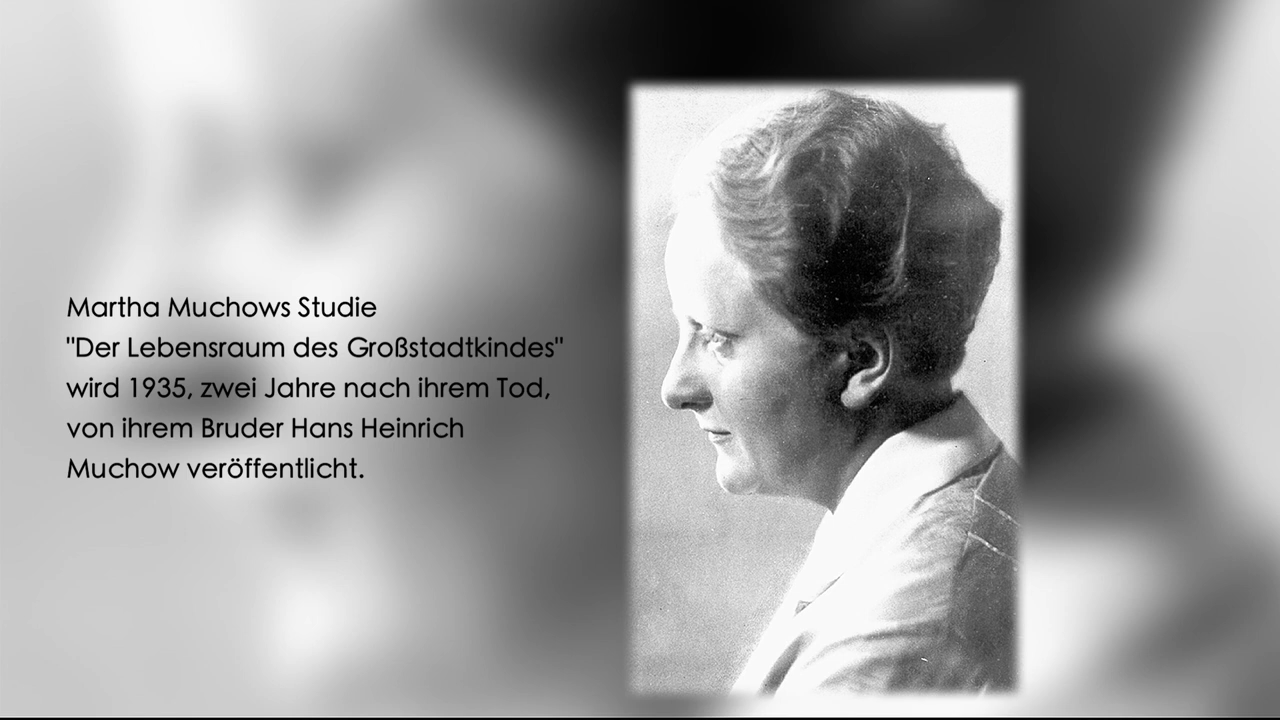 Martha Muchows Studie
"Der Lebensraum des Großstadtkindes"
wird 1935, zwei Jahre nach ihrem Tod,
von ihrem Bruder Hans Heinrich
Muchow veröffentlicht.